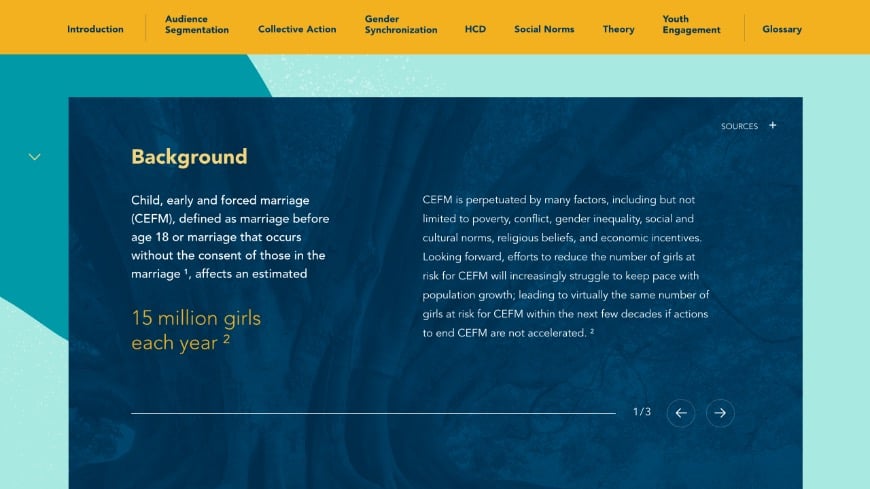 Introduction
Audience
Segmentation
Collective Action
Gender
Synchronization
HCD
Social Norms
Theory
Youth
Engagement
Glossary
SOURCES +
Background
Child, early and forced marriage
(CEFM), defined as marriage before
age 18 or marriage that occurs
without the consent of those in the
marriage ¹, affects an estimated
15 million girls
each year ²
CEFM is perpetuated by many factors, including but not
limited to poverty, conflict, gender inequality, social and
cultural norms, religious beliefs, and economic incentives.
Looking forward, efforts to reduce the number of girls at
risk for CEFM will increasingly struggle to keep pace with
population growth; leading to virtually the same number of
girls at risk for CEFM within the next few decades if actions
to end CEFM are not accelerated. ²
1/3